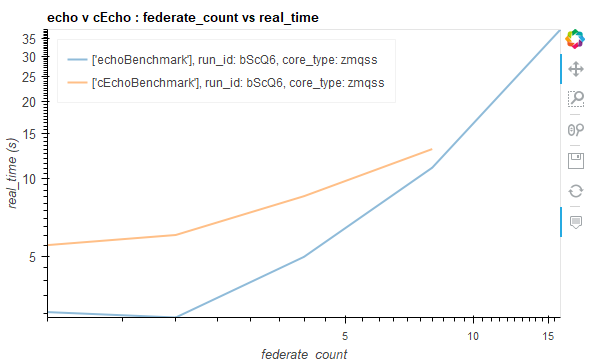 echo v cEcho : federate_count vs real_time
['echoBenchmark'], run_id: bScQ6, core_type: zmqss
['cEchoBenchmark'], run_id: bScQ6, core_type: zmqss
35
30
25
20
15
10
5
real_time (s)
5
10
15
federate_count